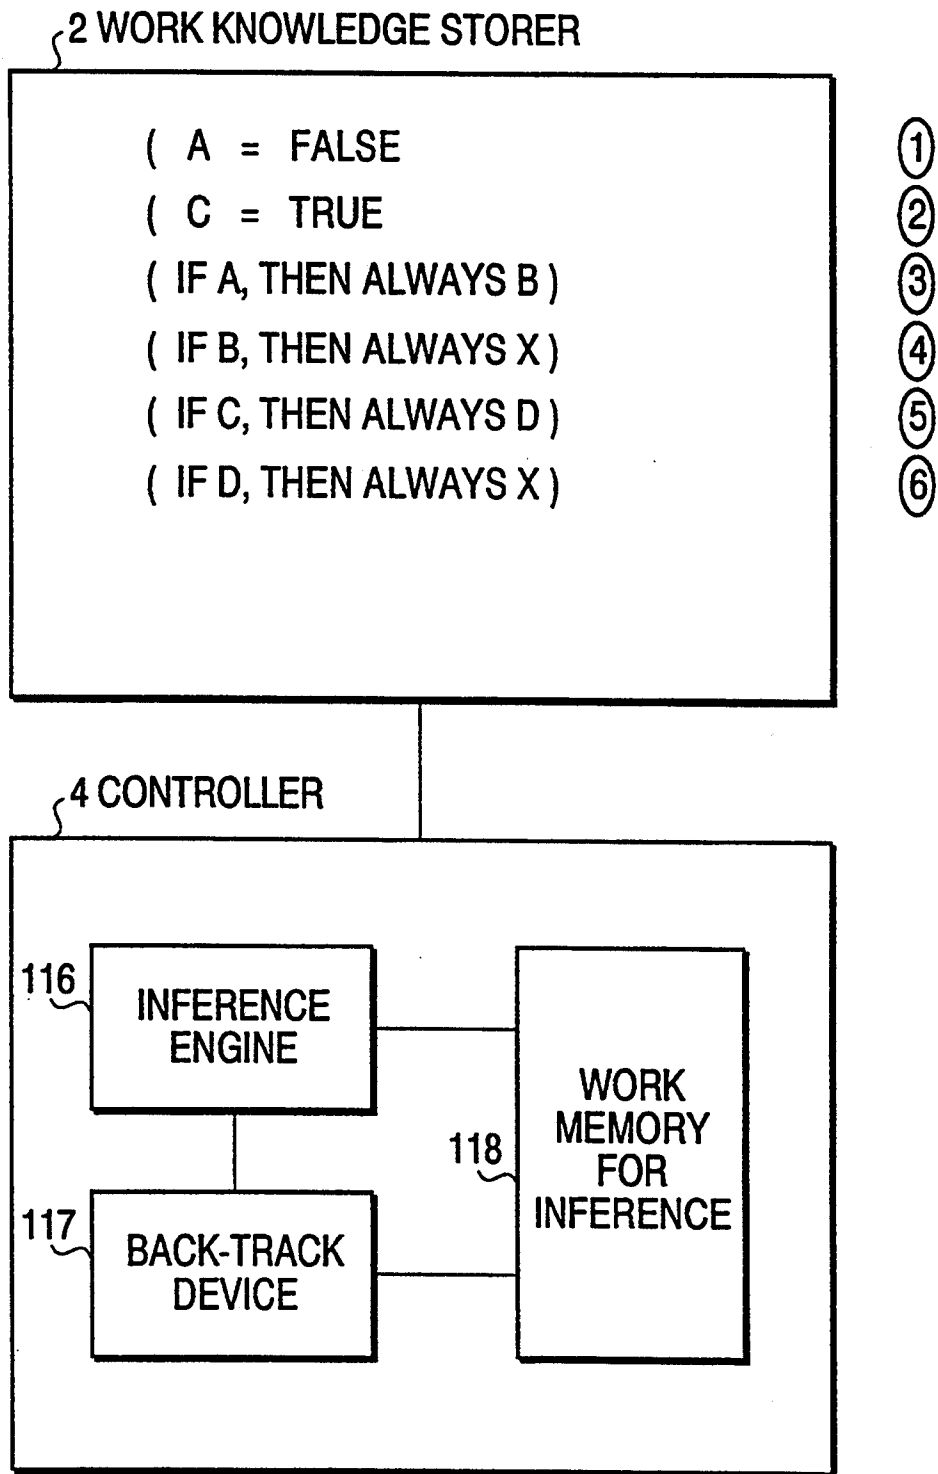 2 WORK KNOWLEDGE STORER
( A = FALSE ①
( C = TRUE ②
( IF A, THEN ALWAYS B ) ③
( IF B, THEN ALWAYS X ) ④
( IF C, THEN ALWAYS D ) ⑤
( IF D, THEN ALWAYS X ) ⑥
4 CONTROLLER
116
INFERENCE
ENGINE
117
BACK-TRACK
DEVICE
118
WORK
MEMORY
FOR
INFERENCE